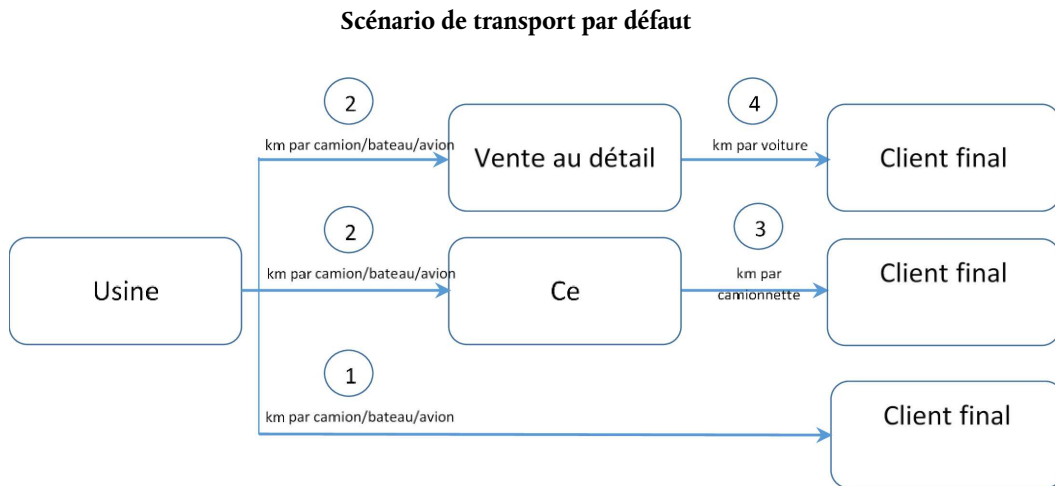 Scénario de transport par défaut
2
4
km par camion/bateau/avion
Vente au détail
km par voiture
Client final
2
3
Usine
km par camion/bateau/avion
Ce
km par
camionnette
Client final
1
km par camion/bateau/avion
Client final